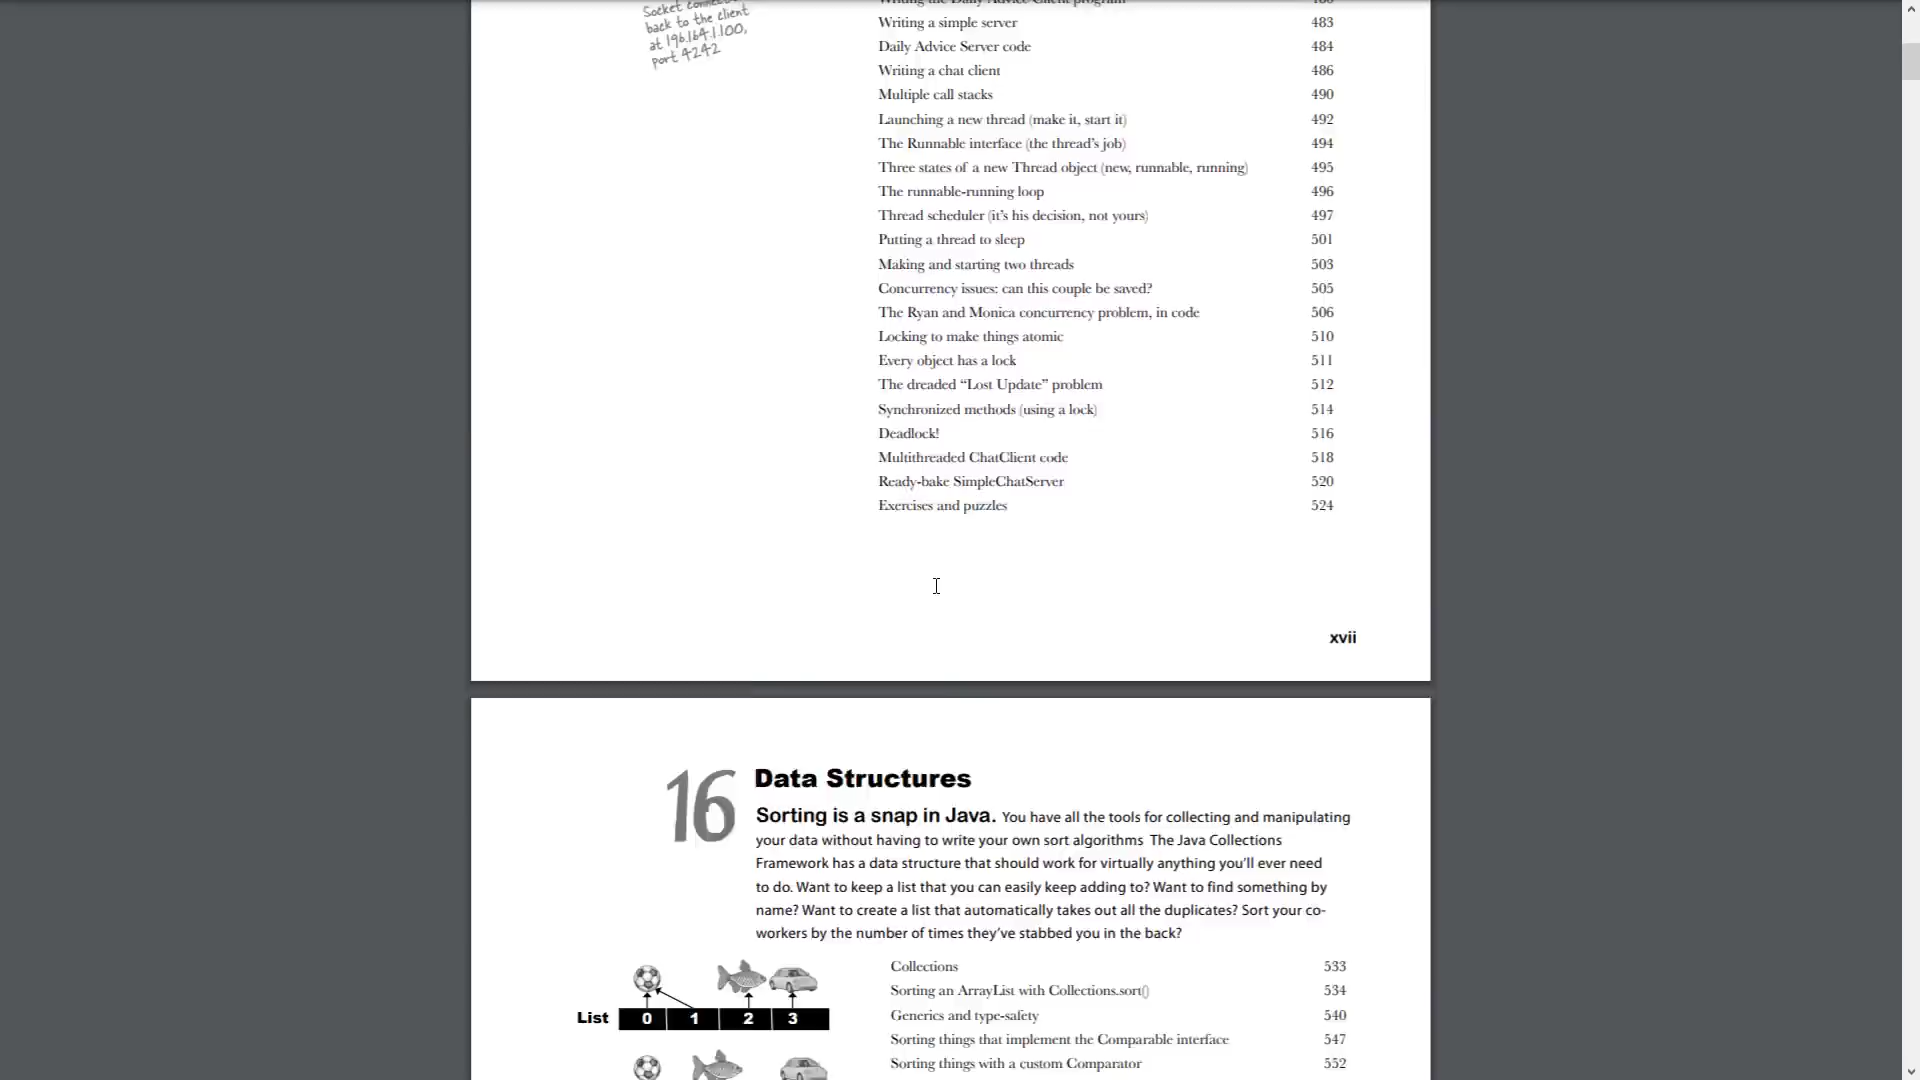 Socket
back to the client
at 196.164.1.100,
port 4242
Writing the Daily Advice Client program
Writing a simple server 483
Daily Advice Server code 484
Writing a chat client 486
Multiple call stacks 490
Launching a new thread (make it, start it) 492
The Runnable interface (the thread's job) 494
Three states of a new Thread object (new, runnable, running) 495
The runnable-running loop 496
Thread scheduler (it's his decision, not yours) 497
Putting a thread to sleep 501
Making and starting two threads 503
Concurrency issues: can this couple be saved? 505
The Ryan and Monica concurrency problem, in code 506
Locking to make things atomic 510
Every object has a lock 511
The dreaded “Lost Update” problem 512
Synchronized methods (using a lock) 514
Deadlock! 516
Multithreaded ChatClient code 518
Ready-bake SimpleChatServer 520
Exercises and puzzles 524
xvii
16 Data Structures
Sorting is a snap in Java. You have all the tools for collecting and manipulating
your data without having to write your own sort algorithms The Java Collections
Framework has a data structure that should work for virtually anything you'll ever need
to do. Want to keep a list that you can easily keep adding to? Want to find something by
name? Want to create a list that automatically takes out all the duplicates? Sort your co-
workers by the number of times they've stabbed you in the back?
Collections 533
Sorting an ArrayList with Collections.sort() 534
Generics and type-safety 540
Sorting things that implement the Comparable interface 547
Sorting things with a custom Comparator 552
List 0 1 2 3